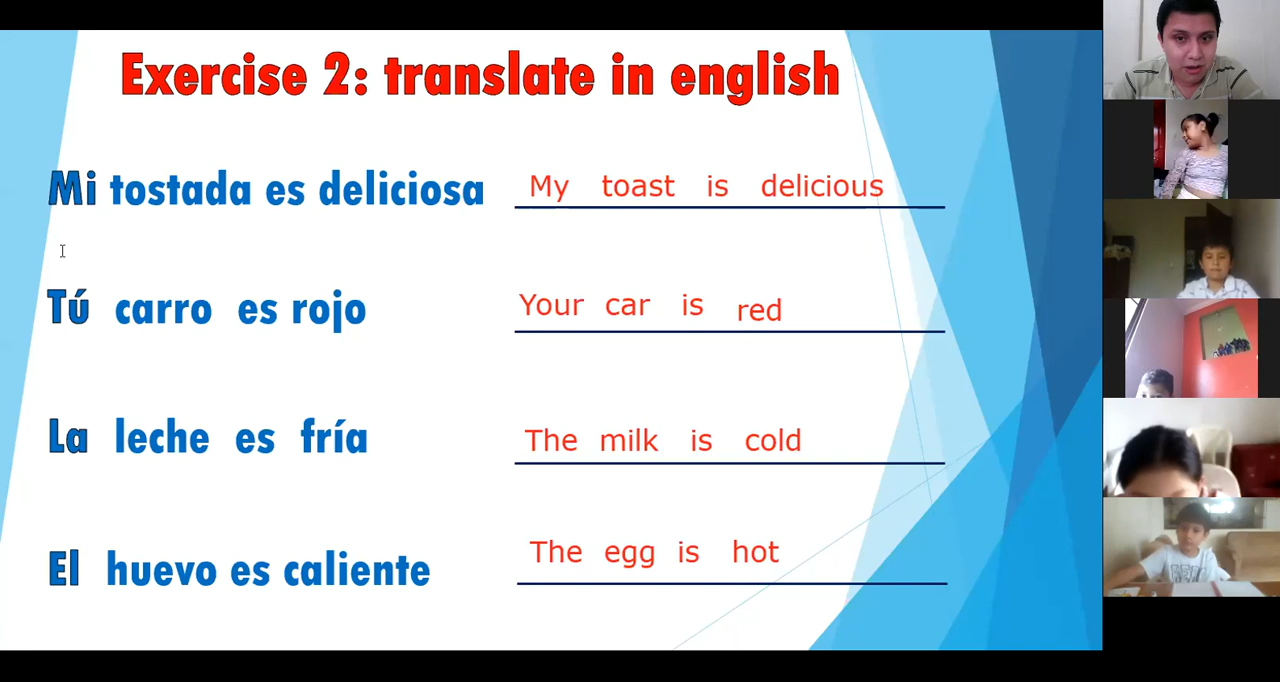 Exercise 2: translate in english
Mi tostada es deliciosa My toast is delicious
Tú carro es rojo Your car is red
La leche es fría The milk is cold
El huevo es caliente The egg is hot